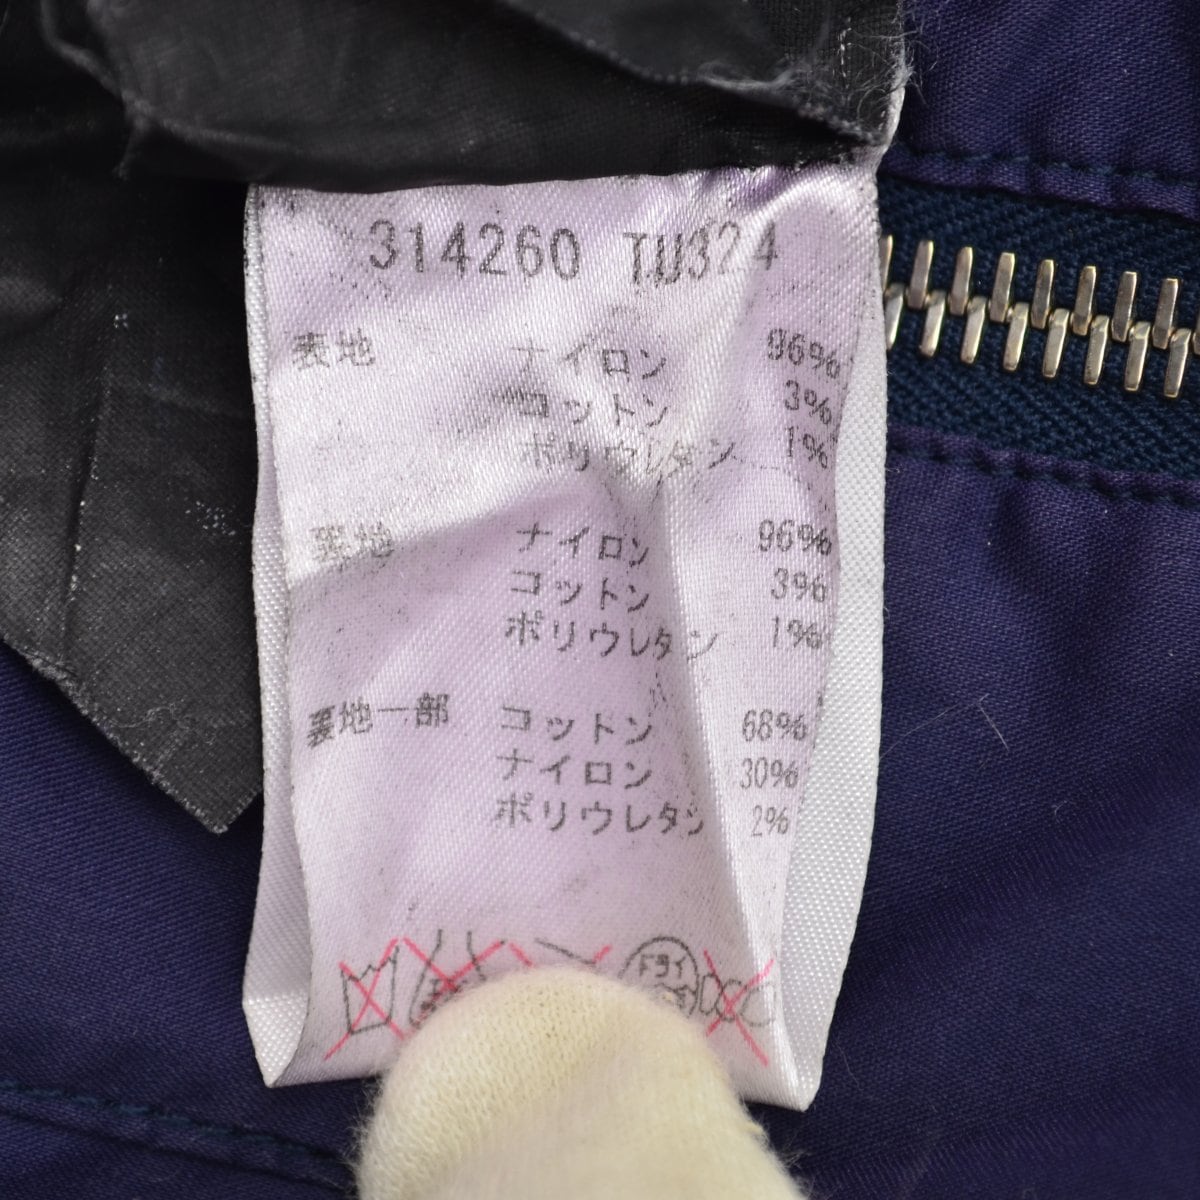 314260 TU324
表地 ナイロン 96%
コットン 3%
ポリウレタン 1%
裏地 ナイロン 96%
コットン 3%
ポリウレタン 1%
裏地一部 コットン 68%
ナイロン 30%
ポリウレタン 2%
ドライ